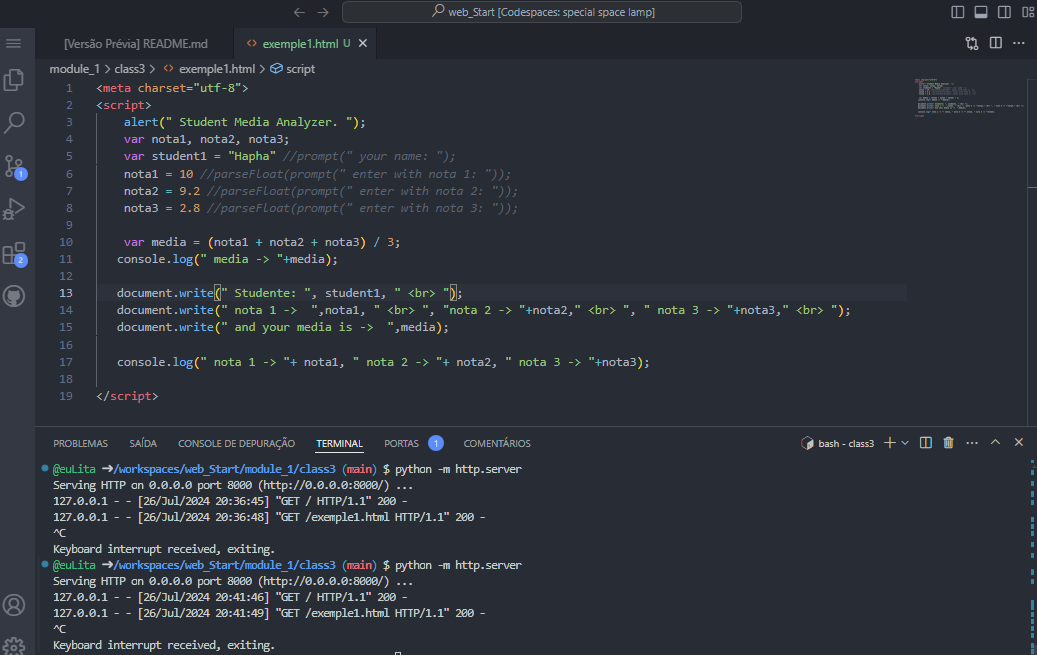 web_Start [Codespaces: special space lamp]
[Versão Prévia] README.md
<> exemple1.html U ×
module_1 > class3 > <> exemple1.html > script
1 <meta charset="utf-8">
2 <script>
3 alert(" Student Media Analyzer. ");
4 var nota1, nota2, nota3;
5 var student1 = "Hapha" //prompt(" your name: ");
6 nota1 = 10 //parseFloat(prompt(" enter with nota 1: "));
7 nota2 = 9.2 //parseFloat(prompt(" enter with nota 2: "));
8 nota3 = 2.8 //parseFloat(prompt(" enter with nota 3: "));
9
10 var media = (nota1 + nota2 + nota3) / 3;
11 console.log(" media -> "+media);
12
13 document.write(" Studente: ", student1, " <br> ");
14 document.write(" nota 1 ->  ",nota1, " <br> ", "nota 2 -> "+nota2," <br> ", " nota 3 -> "+nota3," <br> ");
15 document.write(" and your media is ->  ",media);
16
17 console.log(" nota 1 -> "+ nota1, " nota 2 -> "+ nota2, " nota 3 -> "+nota3);
18
19 </script>
1
2
PROBLEMAS SAÍDA CONSOLE DE DEPURAÇÃO TERMINAL PORTAS 1 COMENTÁRIOS
bash - class3
@euLita ➜/workspaces/web_Start/module_1/class3 (main) $ python -m http.server
Serving HTTP on 0.0.0.0 port 8000 (http://0.0.0.0:8000/) ...
127.0.0.1 - - [26/Jul/2024 20:36:45] "GET / HTTP/1.1" 200 -
127.0.0.1 - - [26/Jul/2024 20:36:48] "GET /exemple1.html HTTP/1.1" 200 -
^C
Keyboard interrupt received, exiting.
@euLita ➜/workspaces/web_Start/module_1/class3 (main) $ python -m http.server
Serving HTTP on 0.0.0.0 port 8000 (http://0.0.0.0:8000/) ...
127.0.0.1 - - [26/Jul/2024 20:41:46] "GET / HTTP/1.1" 200 -
127.0.0.1 - - [26/Jul/2024 20:41:49] "GET /exemple1.html HTTP/1.1" 200 -
^C
Keyboard interrupt received, exiting.